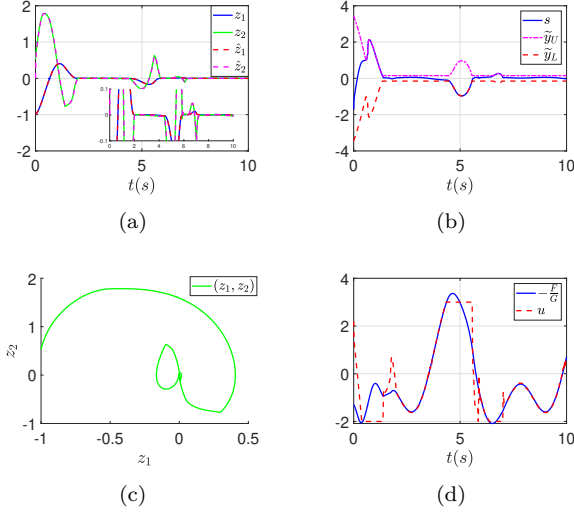 2
1
0
-1
-2
0
5
10
t(s)
z₁
z₂
ẑ₁
ẑ₂
0.1
0
-0.1
0 2 4 6 8 10
(a)
4
2
0
-2
-4
0
5
10
t(s)
s
ỹ_U
ỹ_L
(b)
2
1
0
-1
z₂
-1
-0.5
0
0.5
z₁
(z₁, z₂)
(c)
4
2
0
-2
0
5
10
t(s)
-F/G
u
(d)